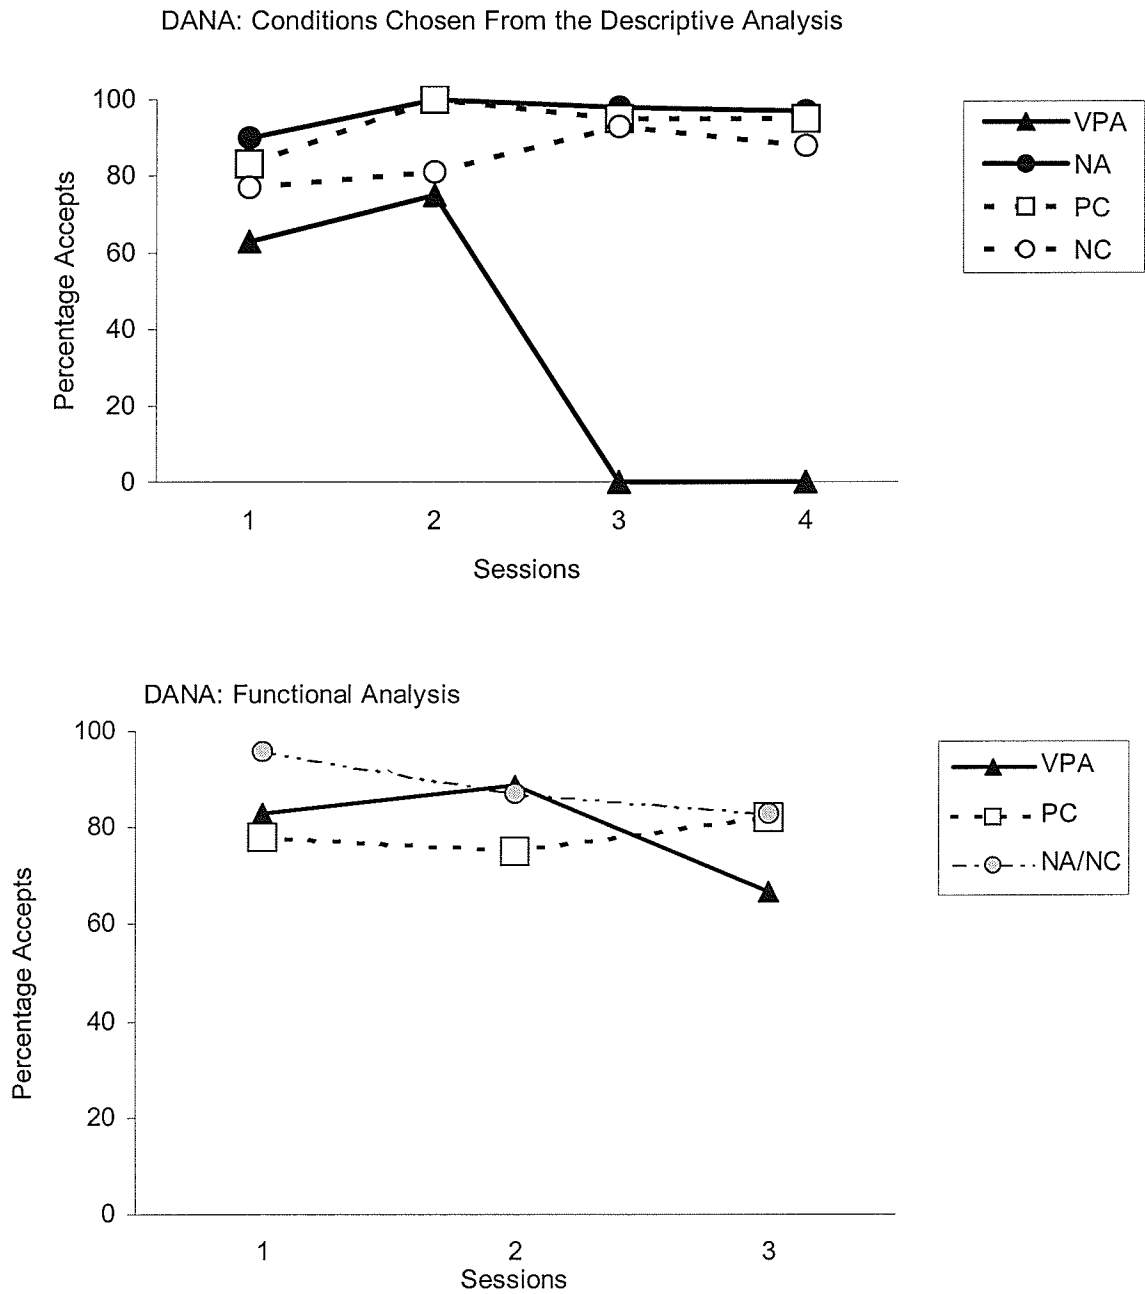 DANA: Conditions Chosen From the Descriptive Analysis
Percentage Accepts
100
80
60
40
20
0
1 2 3 4
Sessions
VPA
NA
PC
NC
DANA: Functional Analysis
Percentage Accepts
100
80
60
40
20
0
1 2 3
Sessions
VPA
PC
NA/NC